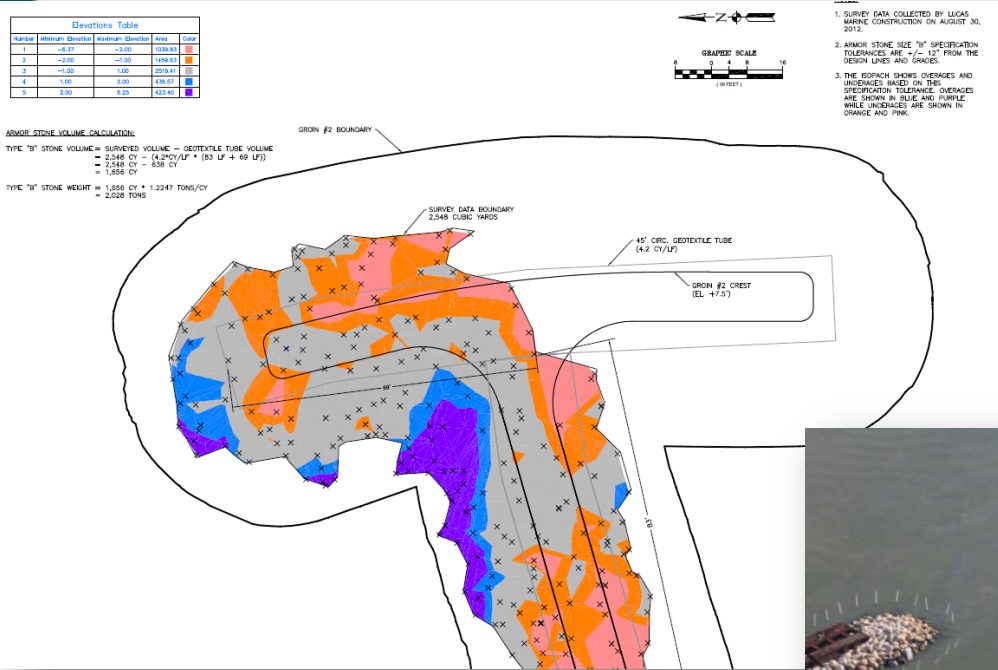 Elevations Table
Number Minimum Elevation Maximum Elevation Area Color
1 -6.37 -2.00 1039.83
2 -2.00 -1.00 1459.63
3 -1.00 1.00 2519.41
4 1.00 2.00 436.57
5 2.00 6.25 423.40
ARMOR STONE VOLUME CALCULATION:
TYPE "B" STONE VOLUME = SURVEYED VOLUME - GEOTEXTILE TUBE VOLUME
= 2,548 CY - (4.2*CY/LF * (83 LF + 69 LF))
= 2,548 CY - 638 CY
= 1,656 CY
TYPE "B" STONE WEIGHT = 1,656 CY * 1.2247 TONS/CY
= 2,028 TONS
N
GRAPHIC SCALE
8 0 4 8 16
( IN FEET )
1. SURVEY DATA COLLECTED BY LUCAS
MARINE CONSTRUCTION ON AUGUST 30,
2012.
2. ARMOR STONE SIZE "B" SPECIFICATION
TOLERANCES ARE +/- 12" FROM THE
DESIGN LINES AND GRADES.
3. THE ISOPACH SHOWS OVERAGES AND
UNDERAGES BASED ON THIS
SPECIFICAITON TOLERANCE. OVERAGES
ARE SHOWN IN BLUE AND PURPLE
WHILE UNDERAGES ARE SHOWN IN
ORANGE AND PINK.
GROIN #2 BOUNDARY
SURVEY DATA BOUNDARY
2,548 CUBIC YARDS
45' CIRC. GEOTEXTILE TUBE
(4.2 CY/LF)
GROIN #2 CREST
(EL +7.5')
69'
83'